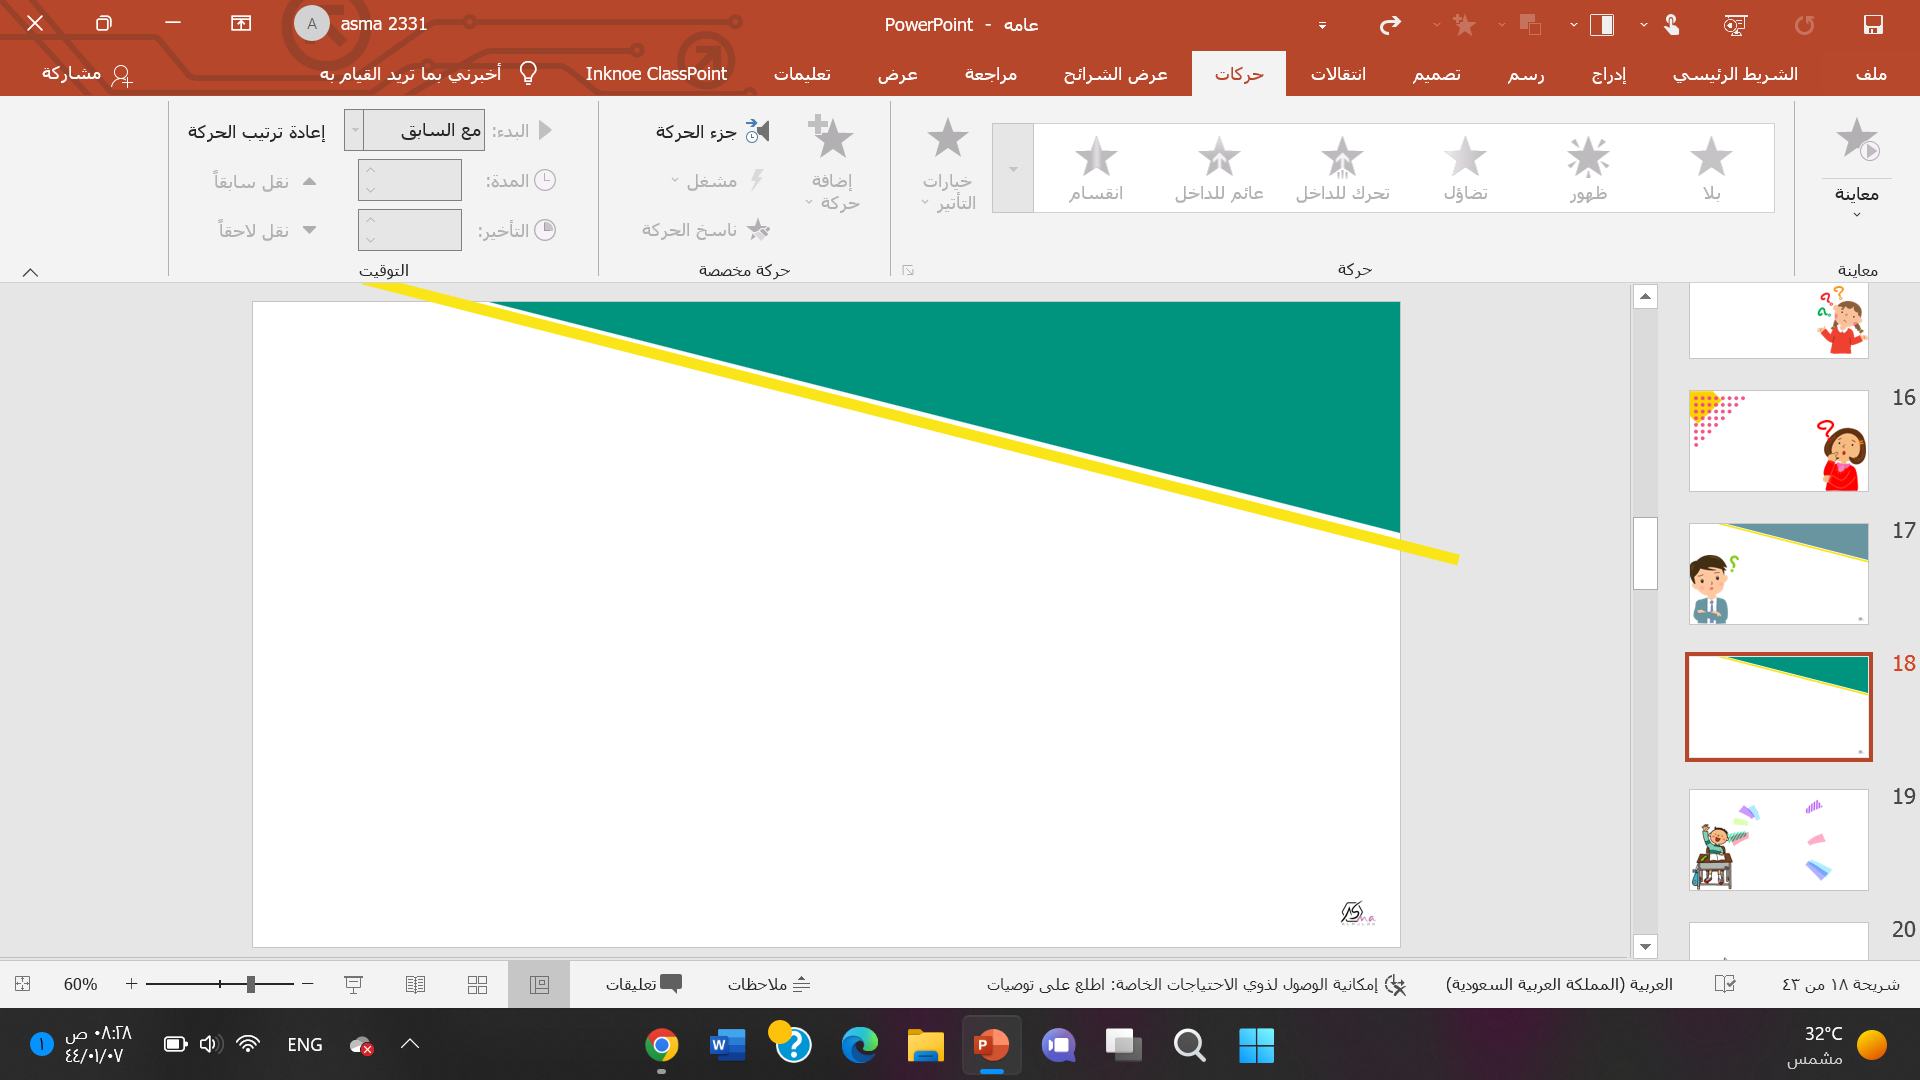 asma 2331
A
عامه - PowerPoint
ملف
الشريط الرئيسي
إدراج
رسم
تصميم
انتقالات
حركات
عرض الشرائح
مراجعة
عرض
تعليمات
Inknoe ClassPoint
أخبرني بما تريد القيام به
مشاركة
معاينة
بلا
ظهور
تضاؤل
تحرك للداخل
عائم للداخل
انقسام
خيارات
التأثير
إضافة
حركة
جزء الحركة
مشغل
ناسخ الحركة
البدء:
مع السابق
المدة:
التأخير:
إعادة ترتيب الحركة
نقل سابقاً
نقل لاحقاً
معاينة
حركة
حركة مخصصة
التوقيت
16
17
18
19
20
شريحة ١٨ من ٤٣
العربية (المملكة العربية السعودية)
إمكانية الوصول لذوي الاحتياجات الخاصة: اطلع على توصيات
ملاحظات
تعليقات
60%
32°C
مشمس
ENG
٠٨:٢٨ ص
٤٤/٠١/٠٧
١